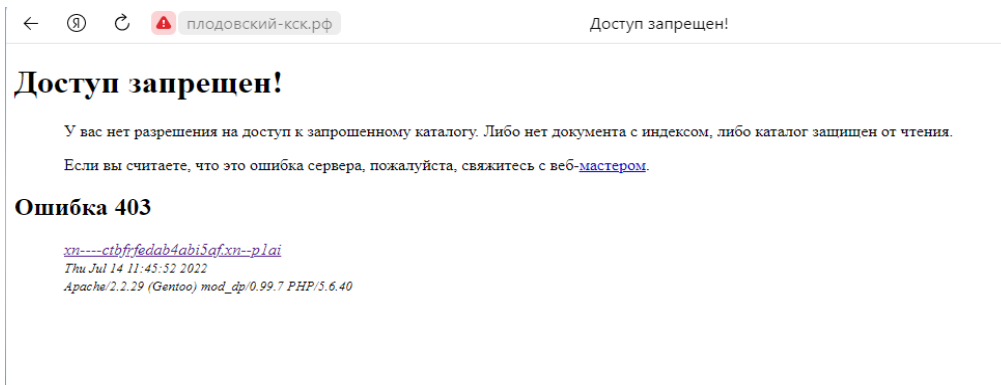 плодовский-кск.рф Доступ запрещен!
Доступ запрещен!
У вас нет разрешения на доступ к запрошенному каталогу. Либо нет документа с индексом, либо каталог защищен от чтения.
Если вы считаете, что это ошибка сервера, пожалуйста, свяжитесь с веб-мастером.
Ошибка 403
xn----ctbfrfedab4abi5af.xn--p1ai
Thu Jul 14 11:45:52 2022
Apache/2.2.29 (Gentoo) mod_dp/0.99.7 PHP/5.6.40